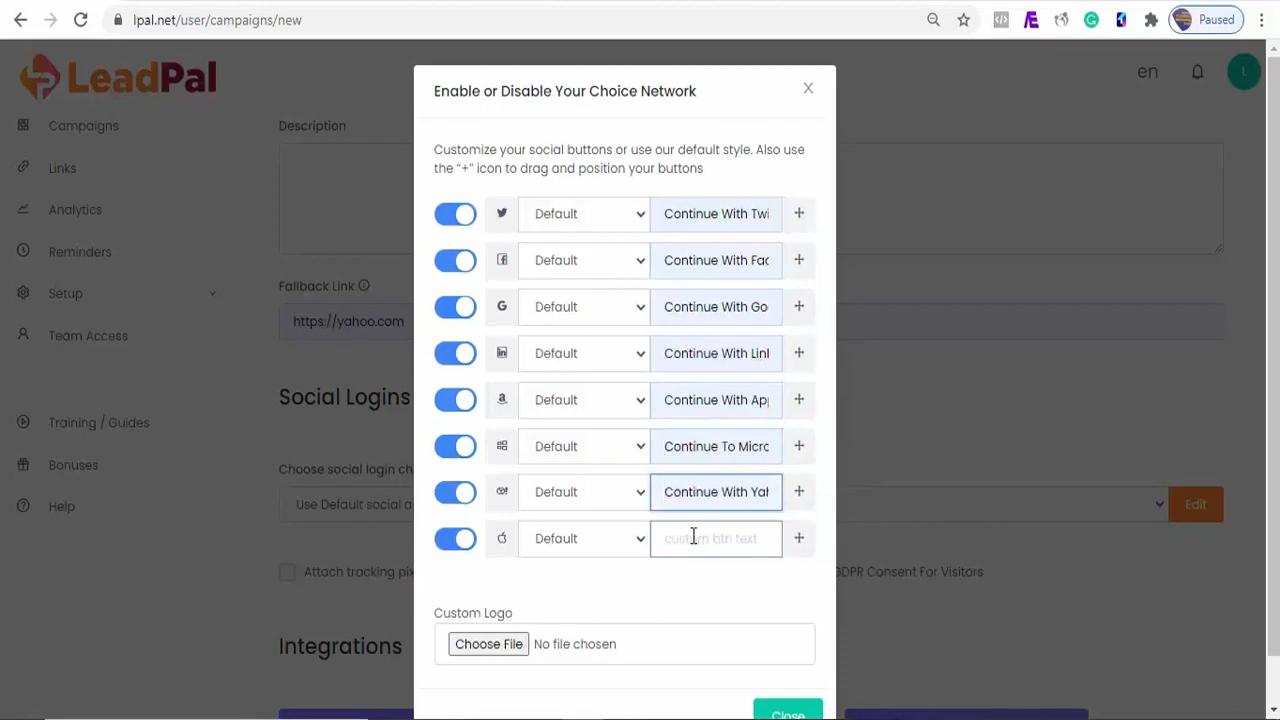 lpal.net/user/campaigns/new
Paused
LeadPal
en
L
Campaigns
Links
Analytics
Reminders
Setup
Team Access
Training / Guides
Bonuses
Help
Description
Fallback Link
https://yahoo.com
Social Logins
Choose social login ch
Use Default social a
Edit
Attach tracking pix
GDPR Consent For Visitors
Integrations
Enable or Disable Your Choice Network
X
Customize your social buttons or use our default style. Also use
the "+" icon to drag and position your buttons
Default Continue With Twi
Default Continue With Fac
Default Continue With Go
Default Continue With Link
Default Continue With App
Default Continue To Micro
Default Continue With Yah
Default custom btn text
Custom Logo
Choose File No file chosen
Close